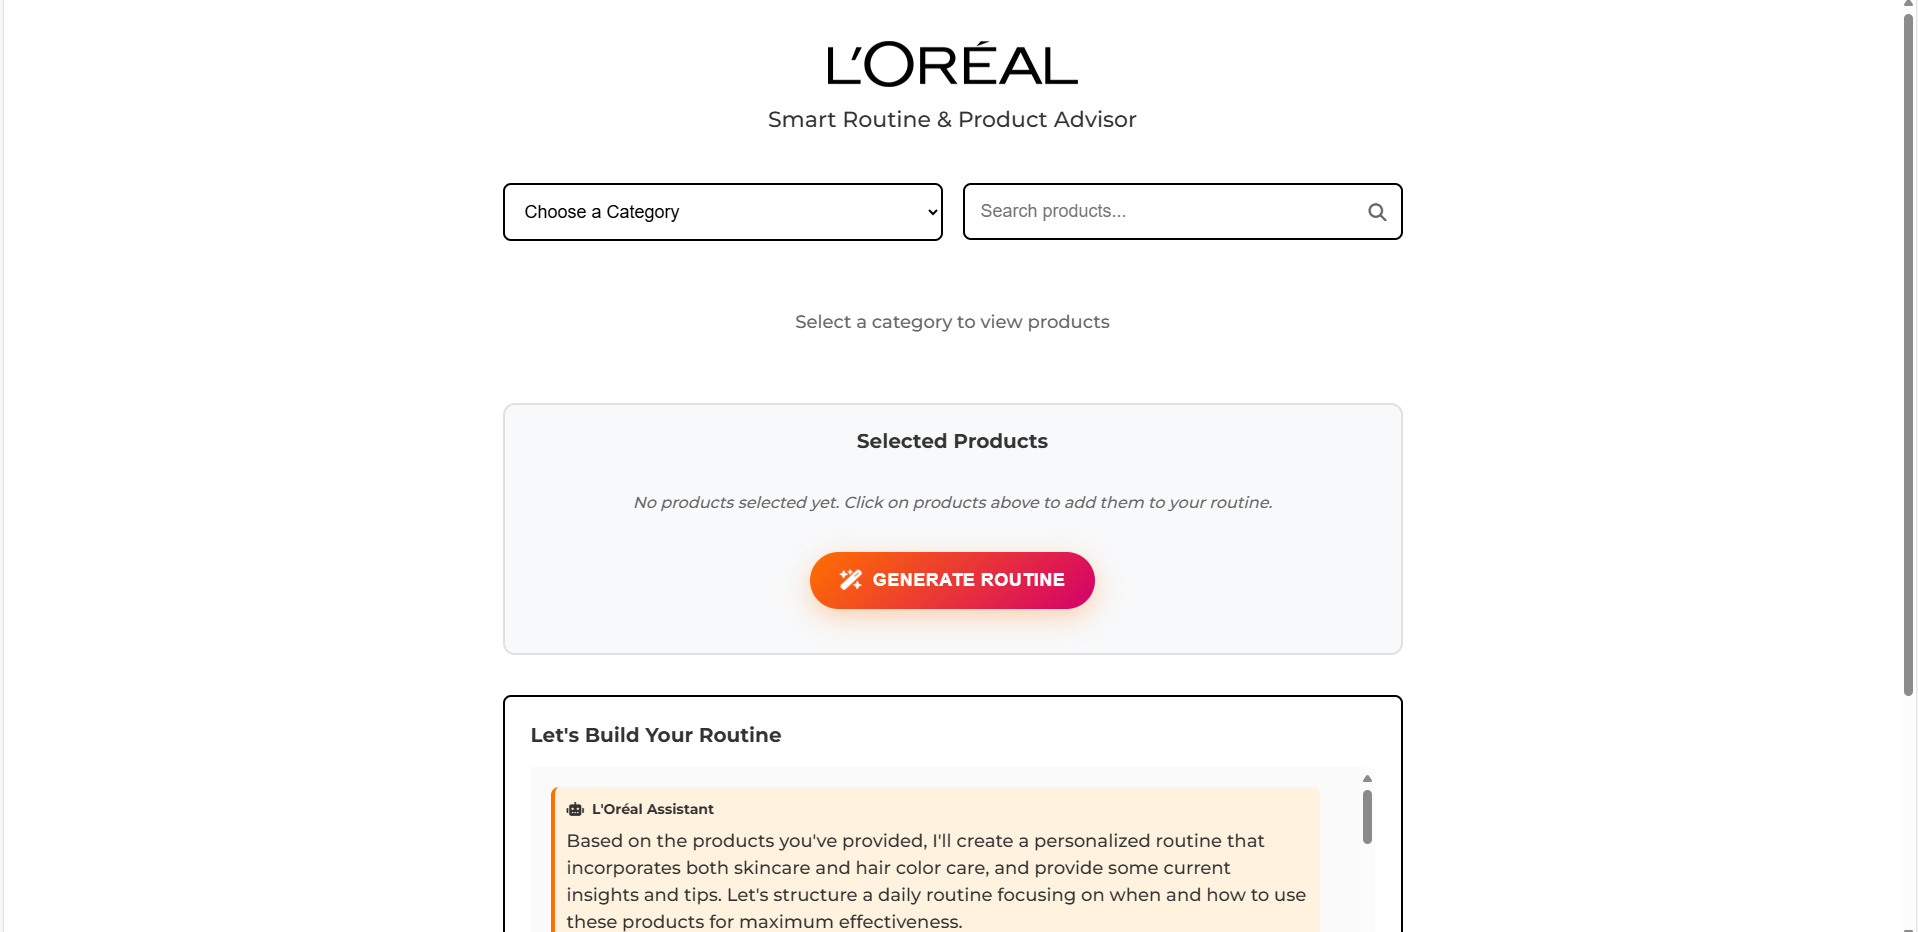 L'ORÉAL
Smart Routine & Product Advisor
Choose a Category
Search products...
Select a category to view products
Selected Products
No products selected yet. Click on products above to add them to your routine.
GENERATE ROUTINE
Let's Build Your Routine
L'Oréal Assistant
Based on the products you've provided, I'll create a personalized routine that
incorporates both skincare and hair color care, and provide some current
insights and tips. Let's structure a daily routine focusing on when and how to use
these products for maximum effectiveness.